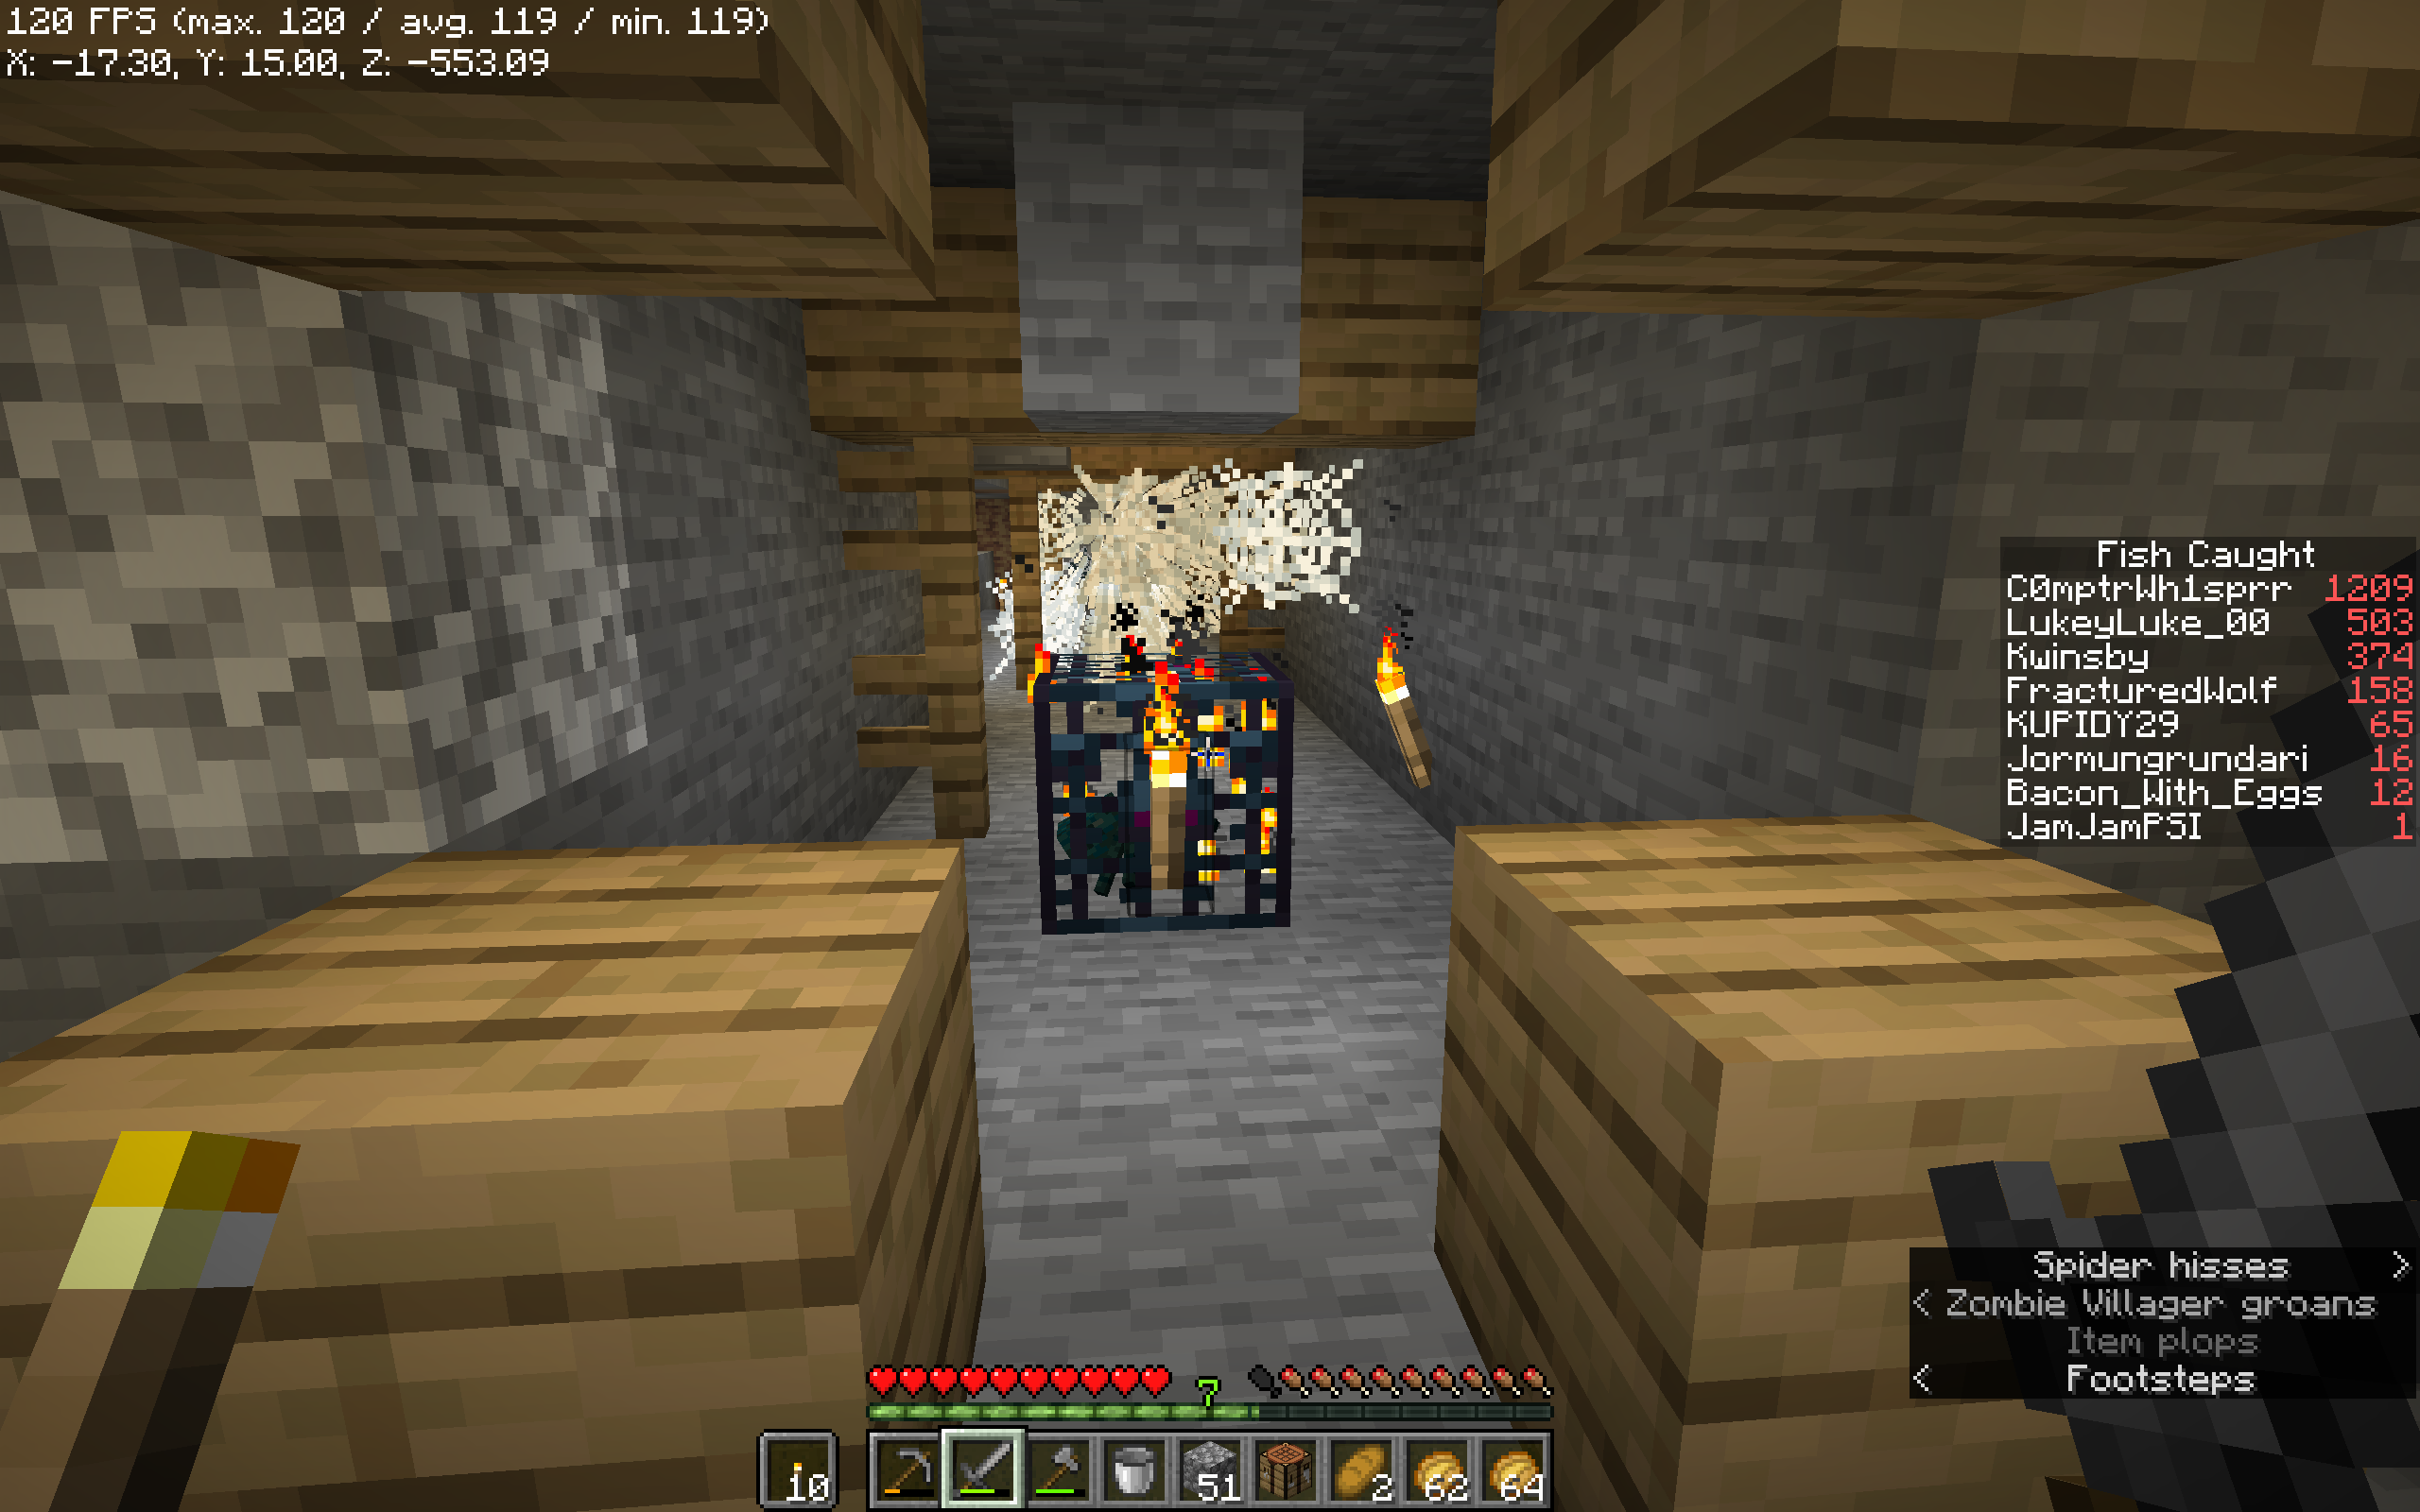 120 FPS (max. 120 / avg. 119 / min. 119)
X: -17.30, Y: 15.00, Z: -553.09
Fish Caught
C0mptrWh1sprr 1209
LukeyLuke_00 503
Kwinsby 374
FracturedWolf 158
KUPIDY29 65
Jormungrundari 16
Bacon_With_Eggs 12
JamJamPSI 1
Spider hisses >
< Zombie Villager groans
Item plops
< Footsteps
7
10 51 2 62 64